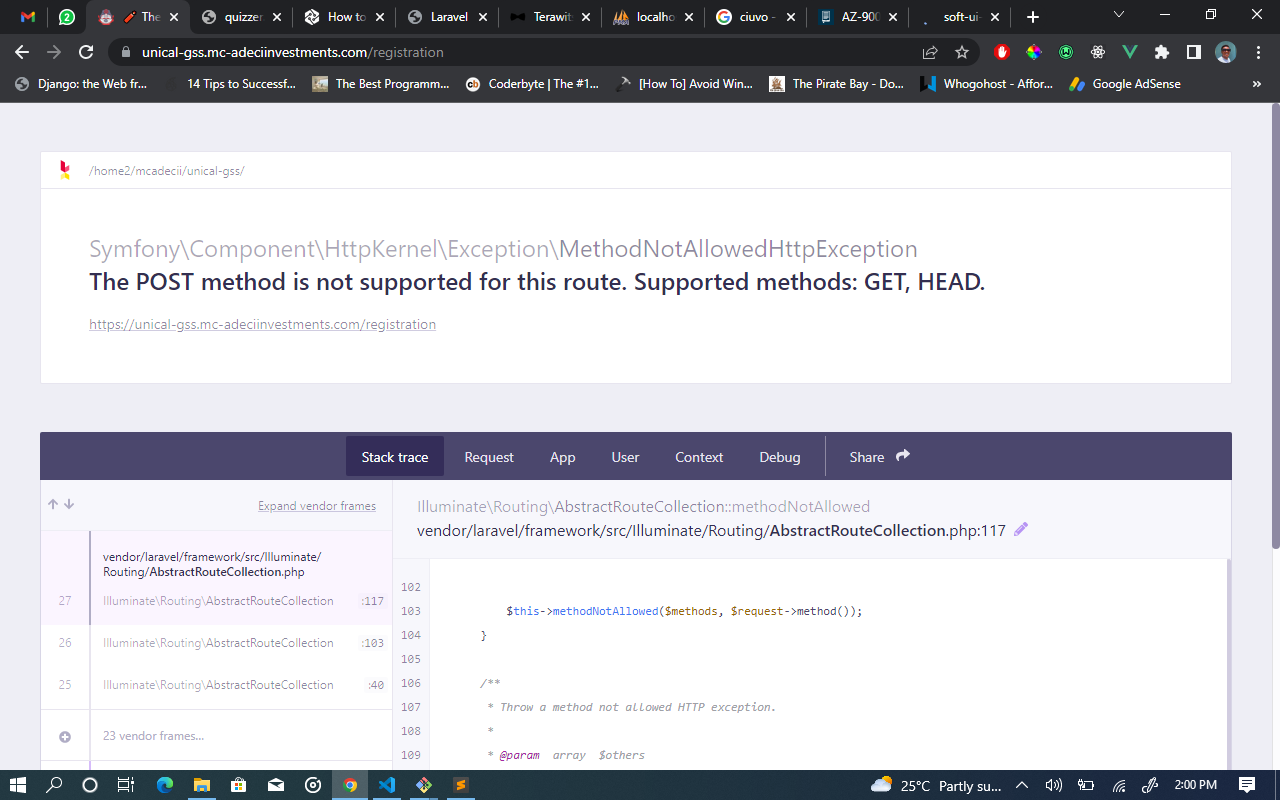 2
The
quizzer
How to
Laravel
Terawit
localho
ciuvo -
AZ-900
soft-ui-
unical-gss.mc-adeciinvestments.com/registration
Django: the Web fr...
14 Tips to Successf...
The Best Programm...
Coderbyte | The #1...
[How To] Avoid Win...
The Pirate Bay - Do...
Whogohost - Affor...
Google AdSense
»
/home2/mcadecii/unical-gss/
Symfony\Component\HttpKernel\Exception\MethodNotAllowedHttpException
The POST method is not supported for this route. Supported methods: GET, HEAD.
https://unical-gss.mc-adeciinvestments.com/registration
Stack trace
Request
App
User
Context
Debug
Share
Expand vendor frames
vendor/laravel/framework/src/Illuminate/
Routing/AbstractRouteCollection.php
27 Illuminate\Routing\AbstractRouteCollection :117
26 Illuminate\Routing\AbstractRouteCollection :103
25 Illuminate\Routing\AbstractRouteCollection :40
23 vendor frames...
Illuminate\Routing\AbstractRouteCollection::methodNotAllowed
vendor/laravel/framework/src/Illuminate/Routing/AbstractRouteCollection.php:117
102
103 $this->methodNotAllowed($methods, $request->method());
104 }
105
106 /**
107 * Throw a method not allowed HTTP exception.
108 *
109 * @param array $others
25°C Partly su...
2:00 PM